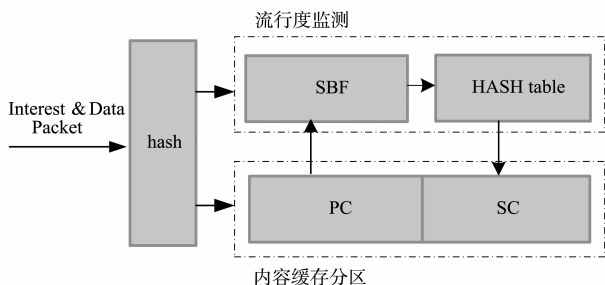 流行度监测
SBF
HASH table
Interest & Data
Packet
hash
PC
SC
内容缓存分区